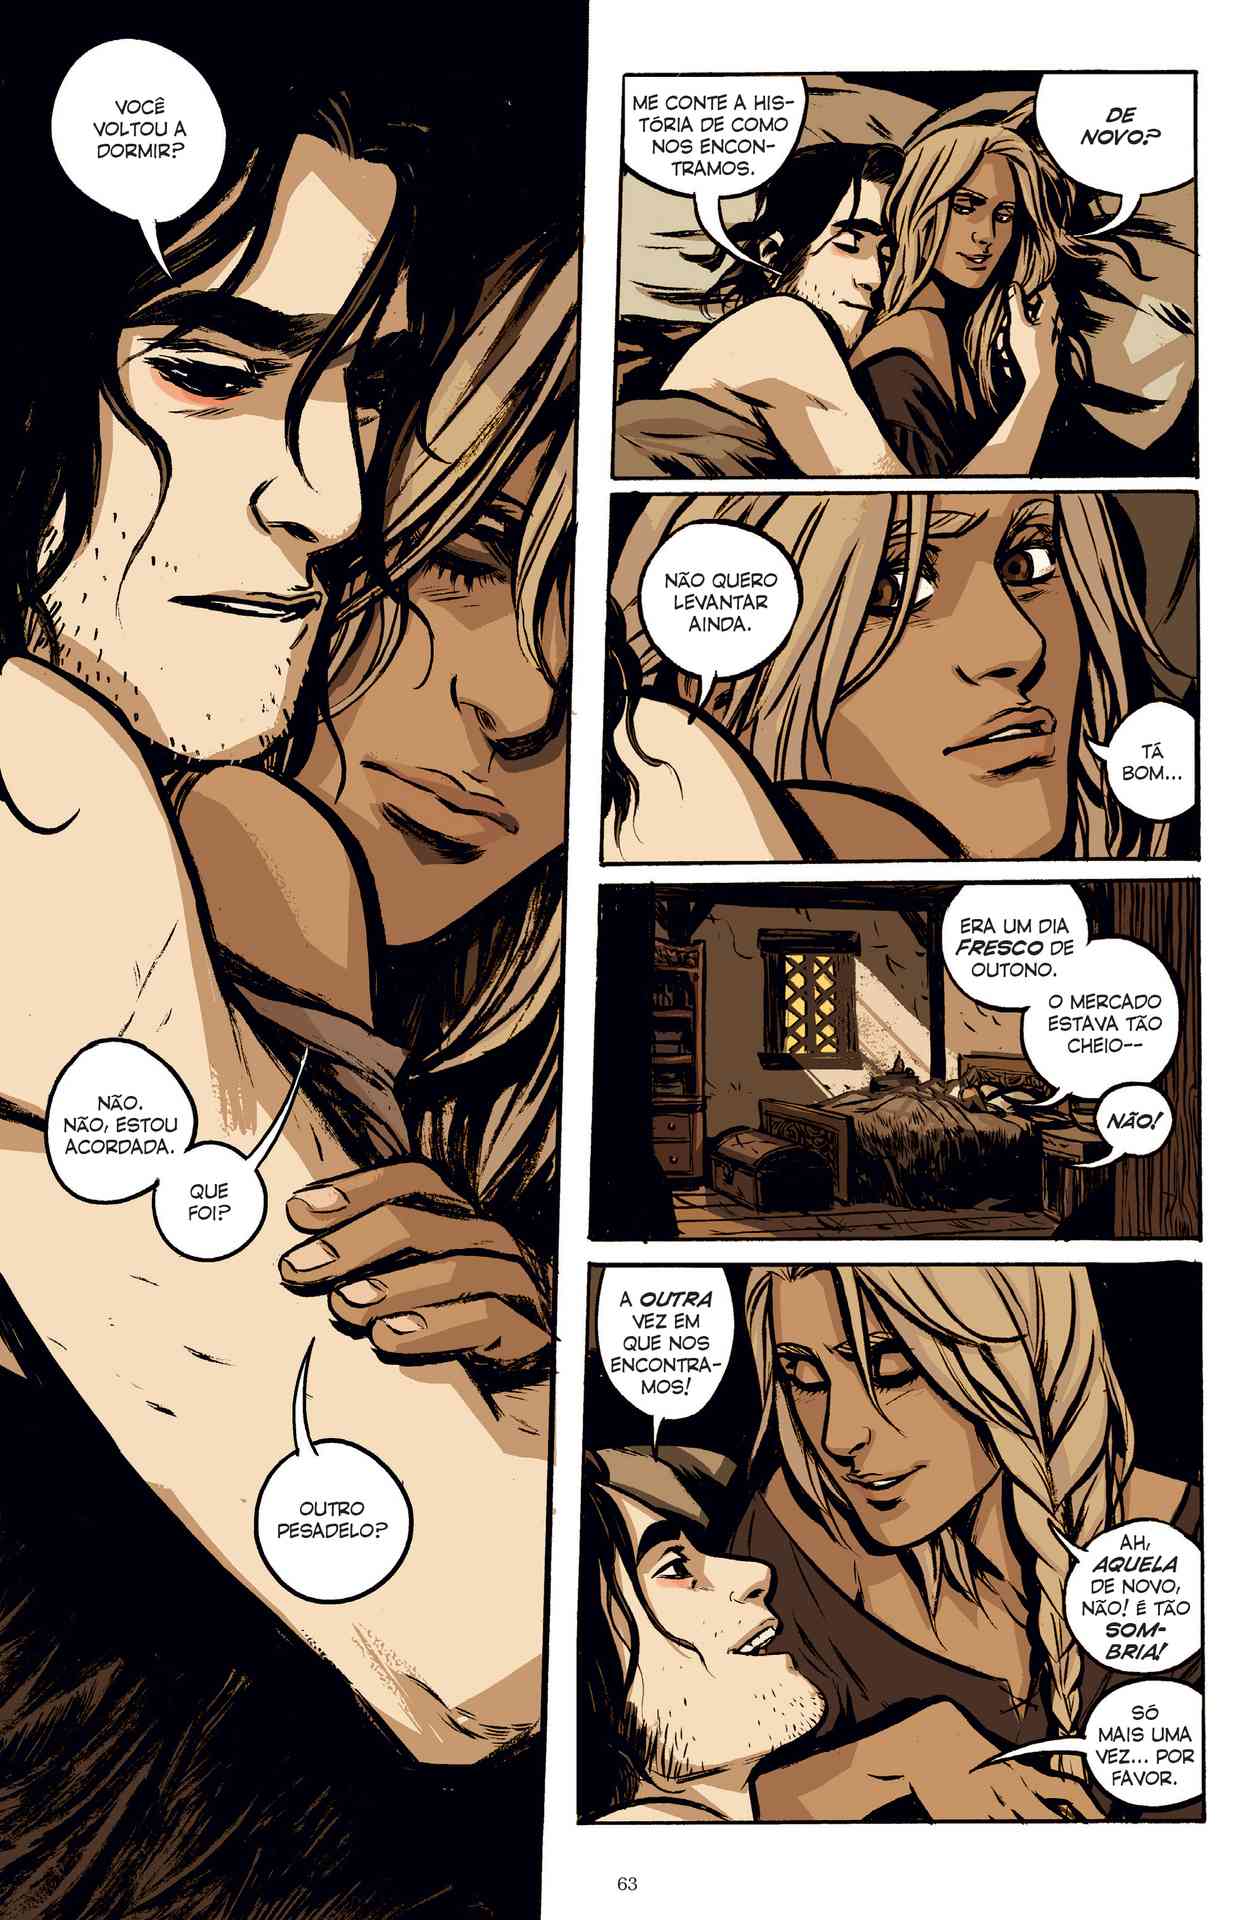 VOCÊ
VOLTOU A
DORMIR?
NÃO.
NÃO, ESTOU
ACORDADA.
QUE
FOI?
OUTRO
PESADELO?
ME CONTE A HIS-
TÓRIA DE COMO
NOS ENCON-
TRAMOS.
DE
NOVO?
NÃO QUERO
LEVANTAR
AINDA.
TÁ
BOM...
ERA UM DIA
FRESCO DE
OUTONO.
O MERCADO
ESTAVA TÃO
CHEIO--
NÃO!
A OUTRA
VEZ EM
QUE NOS
ENCONTRA-
MOS!
AH,
AQUELA
DE NOVO,
NÃO! É TÃO
SOM-
BRIA!
SÓ
MAIS UMA
VEZ... POR
FAVOR.
63